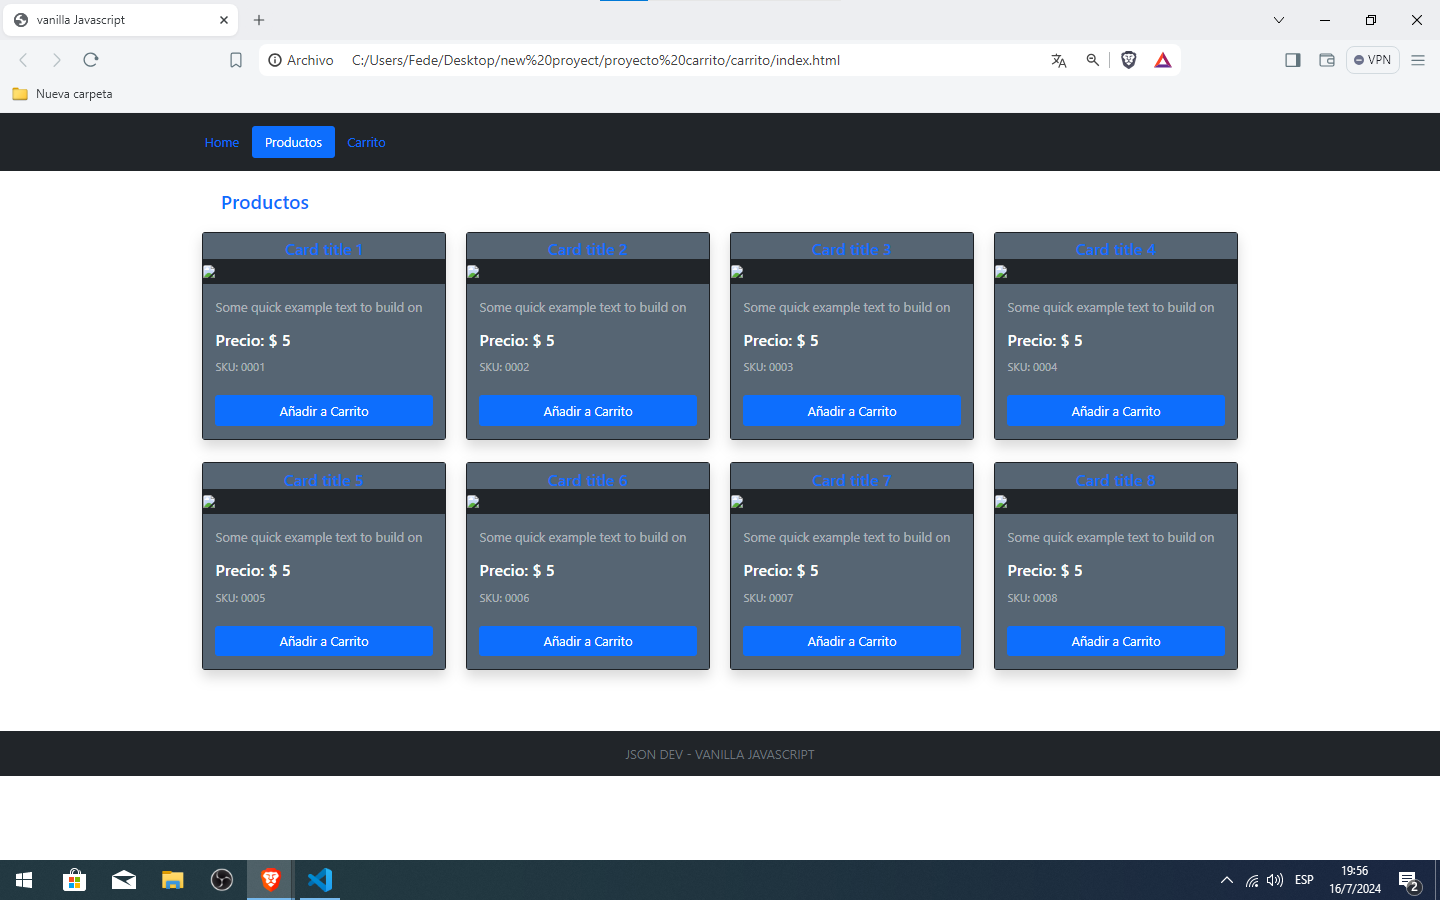 vanilla Javascript
Archivo C:/Users/Fede/Desktop/new%20proyect/proyecto%20carrito/carrito/index.html
VPN
Nueva carpeta
Home Productos Carrito
Productos
Card title 1
Some quick example text to build on
Precio: $ 5
SKU: 0001
Añadir a Carrito
Card title 2
Some quick example text to build on
Precio: $ 5
SKU: 0002
Añadir a Carrito
Card title 3
Some quick example text to build on
Precio: $ 5
SKU: 0003
Añadir a Carrito
Card title 4
Some quick example text to build on
Precio: $ 5
SKU: 0004
Añadir a Carrito
Card title 5
Some quick example text to build on
Precio: $ 5
SKU: 0005
Añadir a Carrito
Card title 6
Some quick example text to build on
Precio: $ 5
SKU: 0006
Añadir a Carrito
Card title 7
Some quick example text to build on
Precio: $ 5
SKU: 0007
Añadir a Carrito
Card title 8
Some quick example text to build on
Precio: $ 5
SKU: 0008
Añadir a Carrito
JSON DEV - VANILLA JAVASCRIPT
ESP
19:56
16/7/2024
2